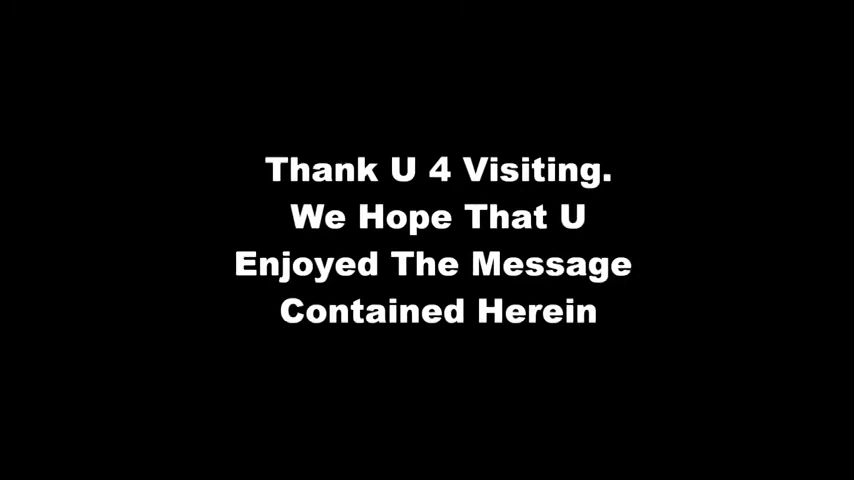 Thank U 4 Visiting.
We Hope That U
Enjoyed The Message
Contained Herein